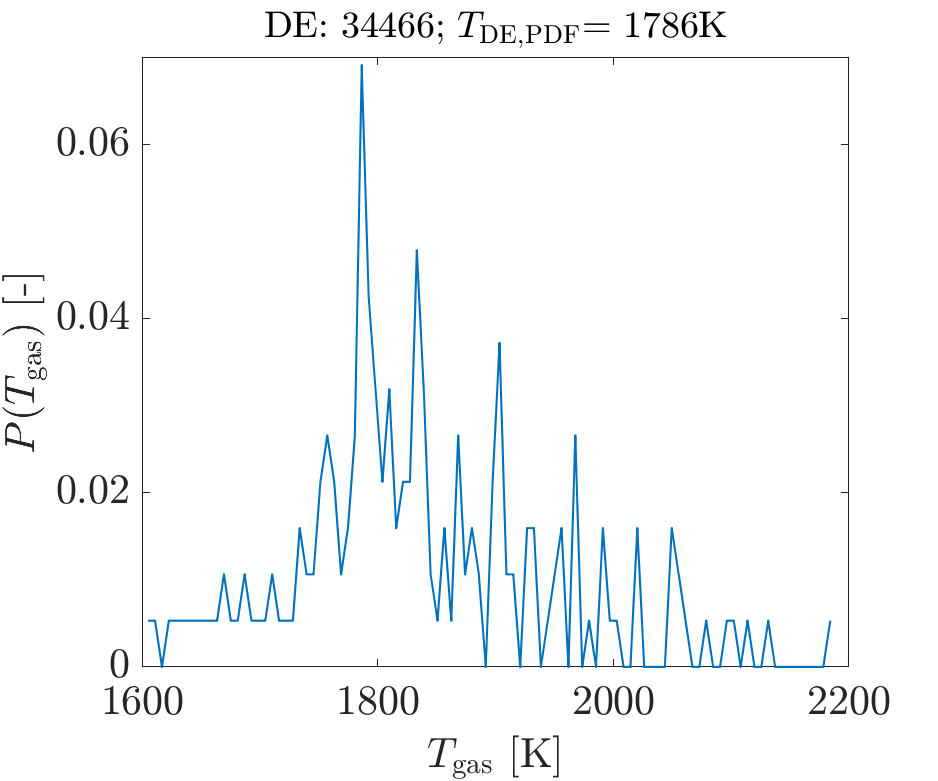 DE: 34466; T_DE,PDF= 1786K
0.06
0.04
0.02
0
P(T_gas) [-]
1600 1800 2000 2200
T_gas [K]